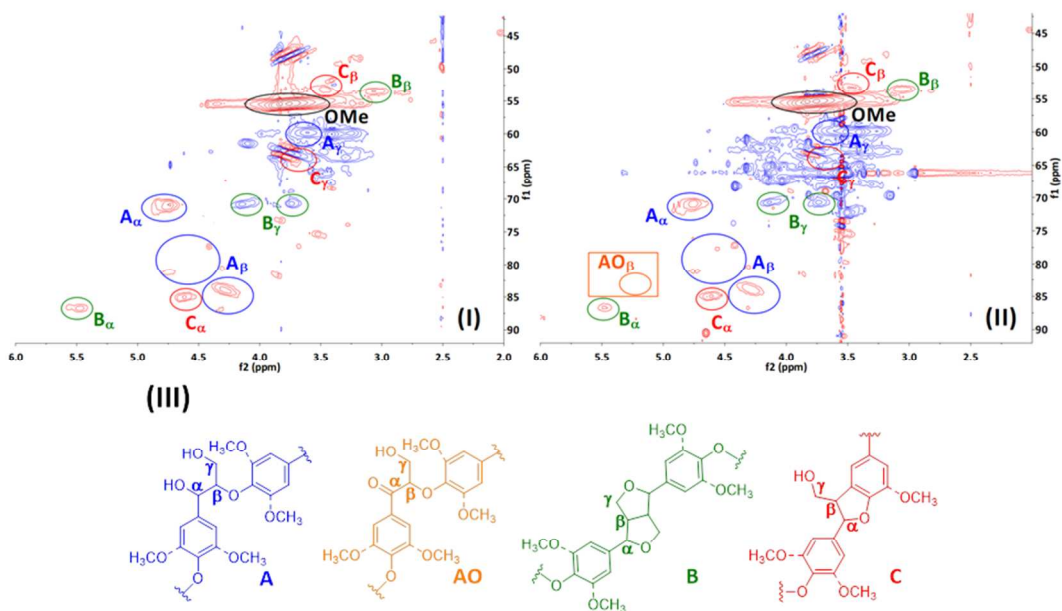 Cβ
Bβ
OMe
Aγ
Cγ
Aα
Bγ
Aβ
Bα
Cα
(I)
45
50
55
60
65
70
75
80
85
90
f1 (ppm)
6.0 5.5 5.0 4.5 4.0 3.5 3.0 2.5 2.0
f2 (ppm)
Cβ
Bβ
OMe
Aγ
Cγ
Aα
Bγ
AOβ
Aβ
Bα
Cα
(II)
45
50
55
60
65
70
75
80
85
90
f1 (ppm)
6.0 5.5 5.0 4.5 4.0 3.5 3.0 2.5
f2 (ppm)
(III)
H₃CO
HO
γ
α
HO
β
O
OCH₃
H₃CO
OCH₃
O
A
H₃CO
HO
γ
α
O
β
O
OCH₃
H₃CO
OCH₃
O
AO
H₃CO
O
γ
O
OCH₃
β
H₃CO
α
O
O
OCH₃
B
HO
γ
OCH₃
β
O
α
H₃CO
O
OCH₃
C